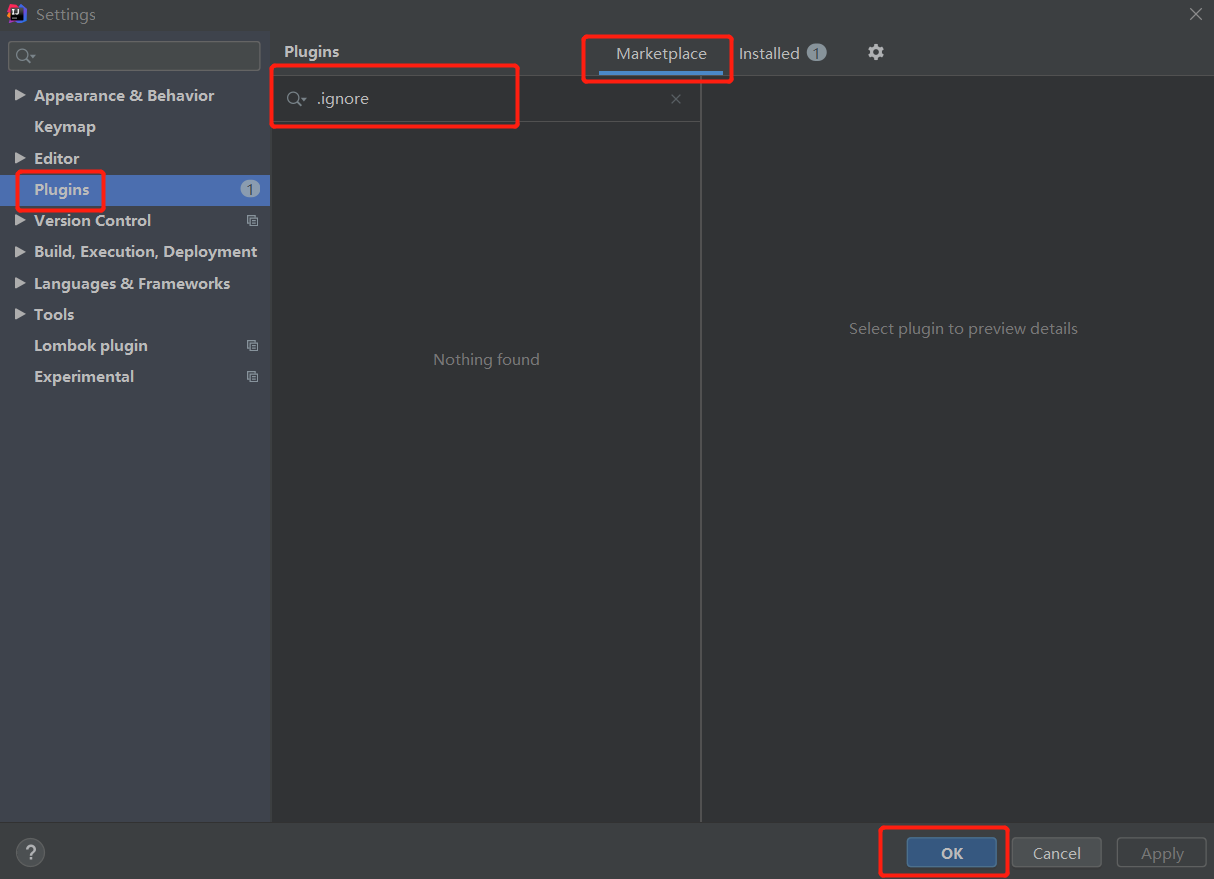 Settings
Plugins
Marketplace
Installed 1
.ignore
Appearance & Behavior
Keymap
Editor
Plugins 1
Version Control
Build, Execution, Deployment
Languages & Frameworks
Tools
Lombok plugin
Experimental
Nothing found
Select plugin to preview details
?
OK
Cancel
Apply